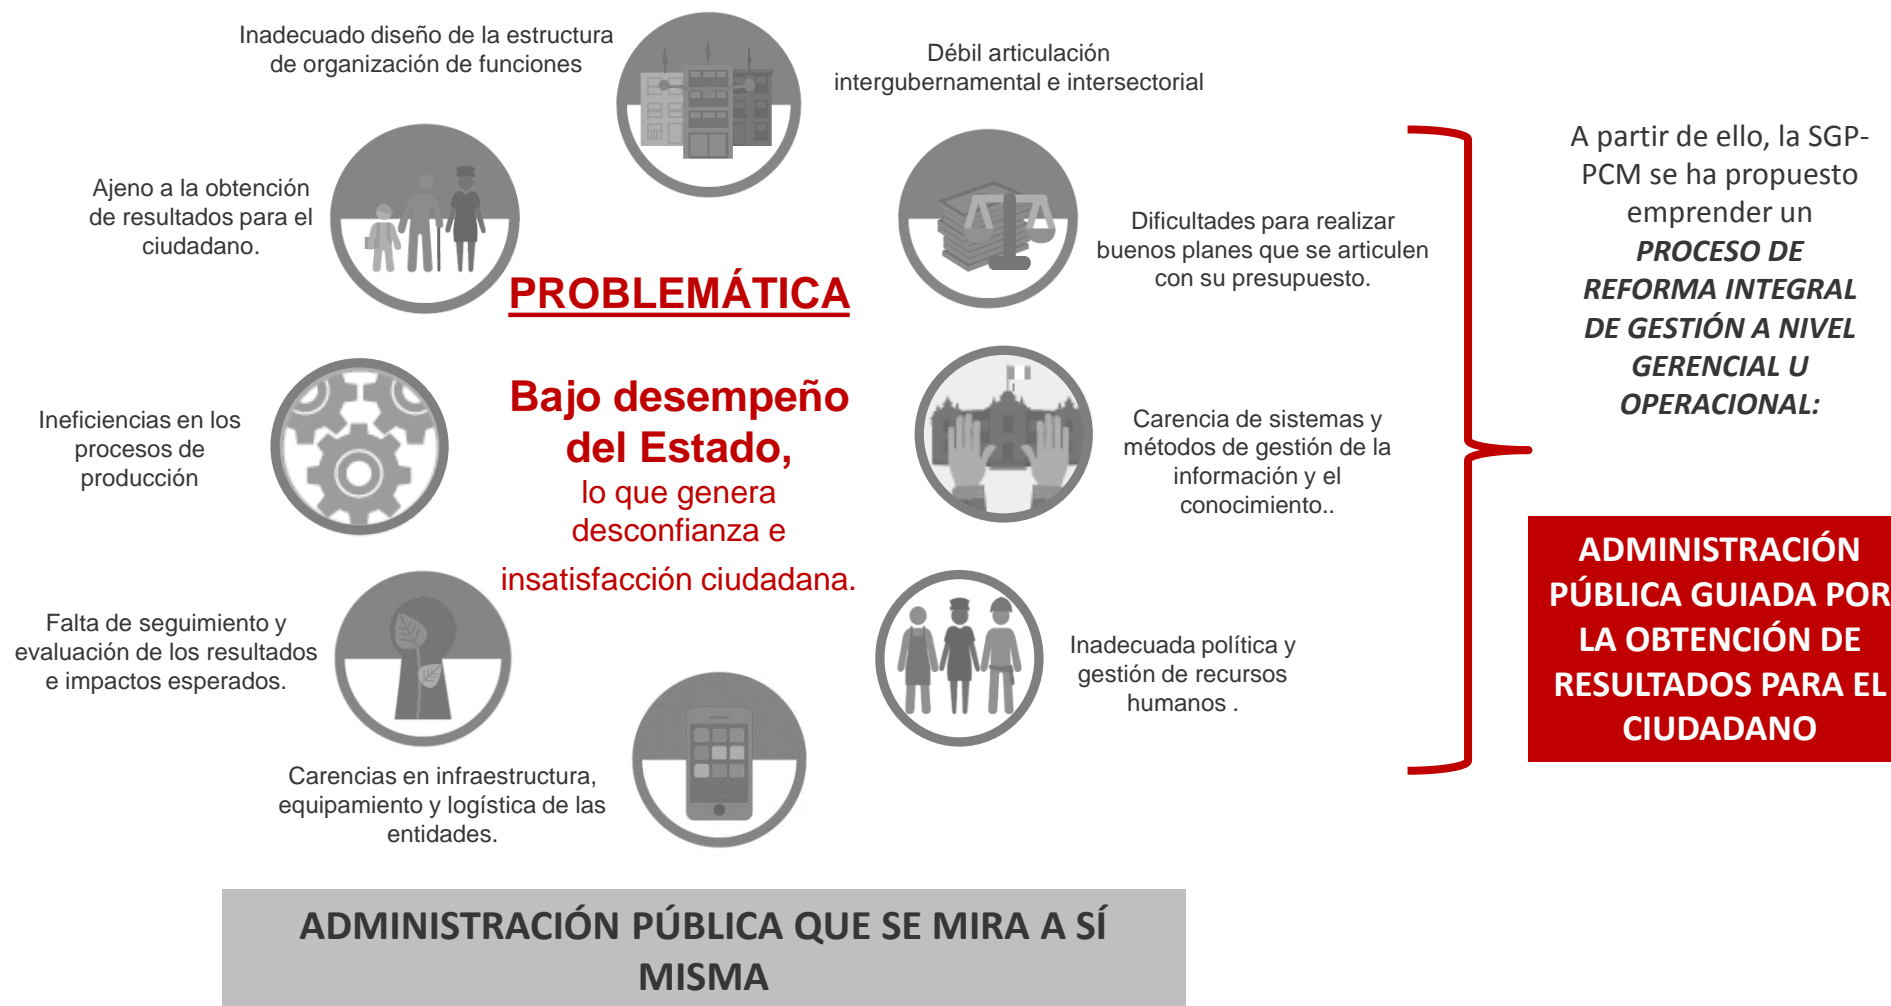 Inadecuado diseño de la estructura
de organización de funciones
Débil articulación
intergubernamental e intersectorial
Ajeno a la obtención
de resultados para el
ciudadano.
Dificultades para realizar
buenos planes que se articulen
con su presupuesto.
PROBLEMÁTICA
Bajo desempeño
del Estado,
lo que genera
desconfianza e
insatisfacción ciudadana.
Ineficiencias en los
procesos de
producción
Carencia de sistemas y
métodos de gestión de la
información y el
conocimiento..
Falta de seguimiento y
evaluación de los resultados
e impactos esperados.
Inadecuada política y
gestión de recursos
humanos .
Carencias en infraestructura,
equipamiento y logística de las
entidades.
ADMINISTRACIÓN PÚBLICA QUE SE MIRA A SÍ
MISMA
A partir de ello, la SGP-
PCM se ha propuesto
emprender un
PROCESO DE
REFORMA INTEGRAL
DE GESTIÓN A NIVEL
GERENCIAL U
OPERACIONAL:
ADMINISTRACIÓN
PÚBLICA GUIADA POR
LA OBTENCIÓN DE
RESULTADOS PARA EL
CIUDADANO